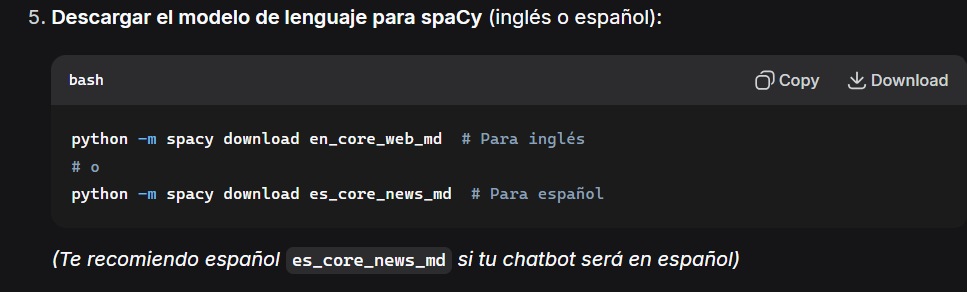 5. Descargar el modelo de lenguaje para spaCy (inglés o español):
bash
Copy
Download
python -m spacy download en_core_web_md  # Para inglés
# o
python -m spacy download es_core_news_md  # Para español
(Te recomiendo español es_core_news_md si tu chatbot será en español)